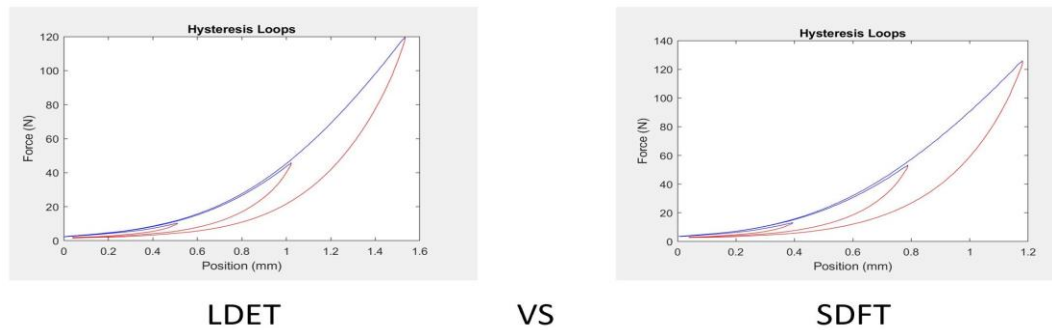 Hysteresis Loops
120
100
80
60
40
20
0
Force (N)
0 0.2 0.4 0.6 0.8 1 1.2 1.4 1.6
Position (mm)
Hysteresis Loops
140
120
100
80
60
40
20
0
Force (N)
0 0.2 0.4 0.6 0.8 1 1.2
Position (mm)
LDET VS SDFT